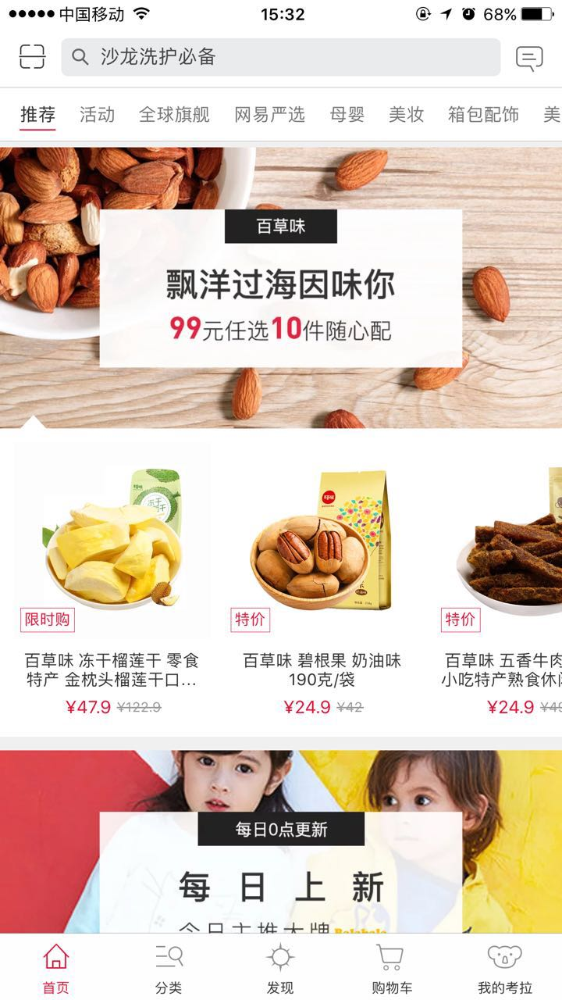 中国移动
15:32
68%
沙龙洗护必备
推荐 活动 全球旗舰 网易严选 母婴 美妆 箱包配饰 美
百草味
飘洋过海因味你
99元任选10件随心配
限时购
百草味 冻干榴莲干 零食
特产 金枕头榴莲干口...
¥47.9 ¥122.9
特价
百草味 碧根果 奶油味
190克/袋
¥24.9 ¥42
特价
百草味 五香牛肉
小吃特产熟食休闲
¥24.9 ¥49
每日0点更新
每日上新
今日主推大牌
首页 分类 发现 购物车 我的考拉